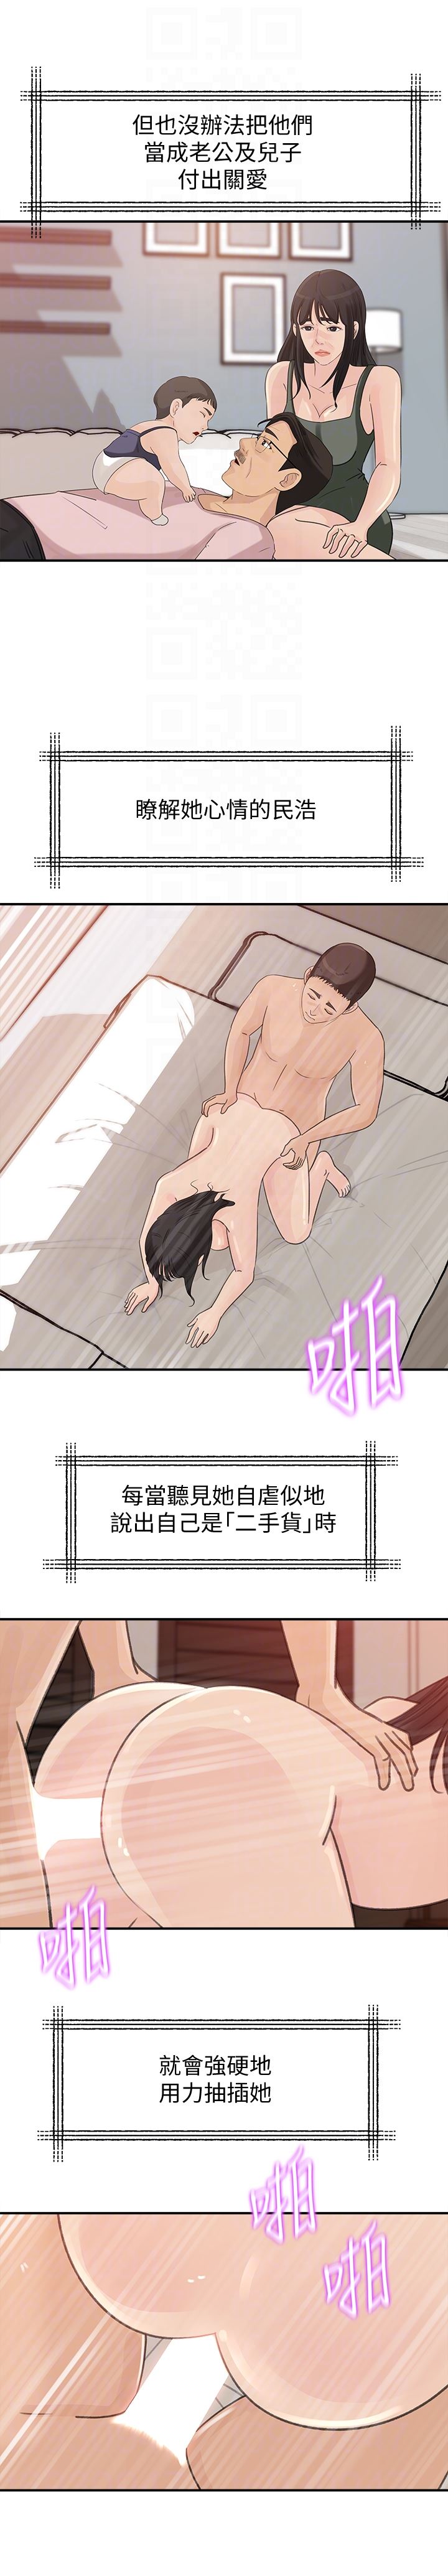 但也沒辦法把他們
當成老公及兒子
付出關愛
瞭解她心情的民浩
啪
每當聽見她自虐似地
說出自己是「二手貨」時
啪
就會強硬地
用力抽插她
啪
啪